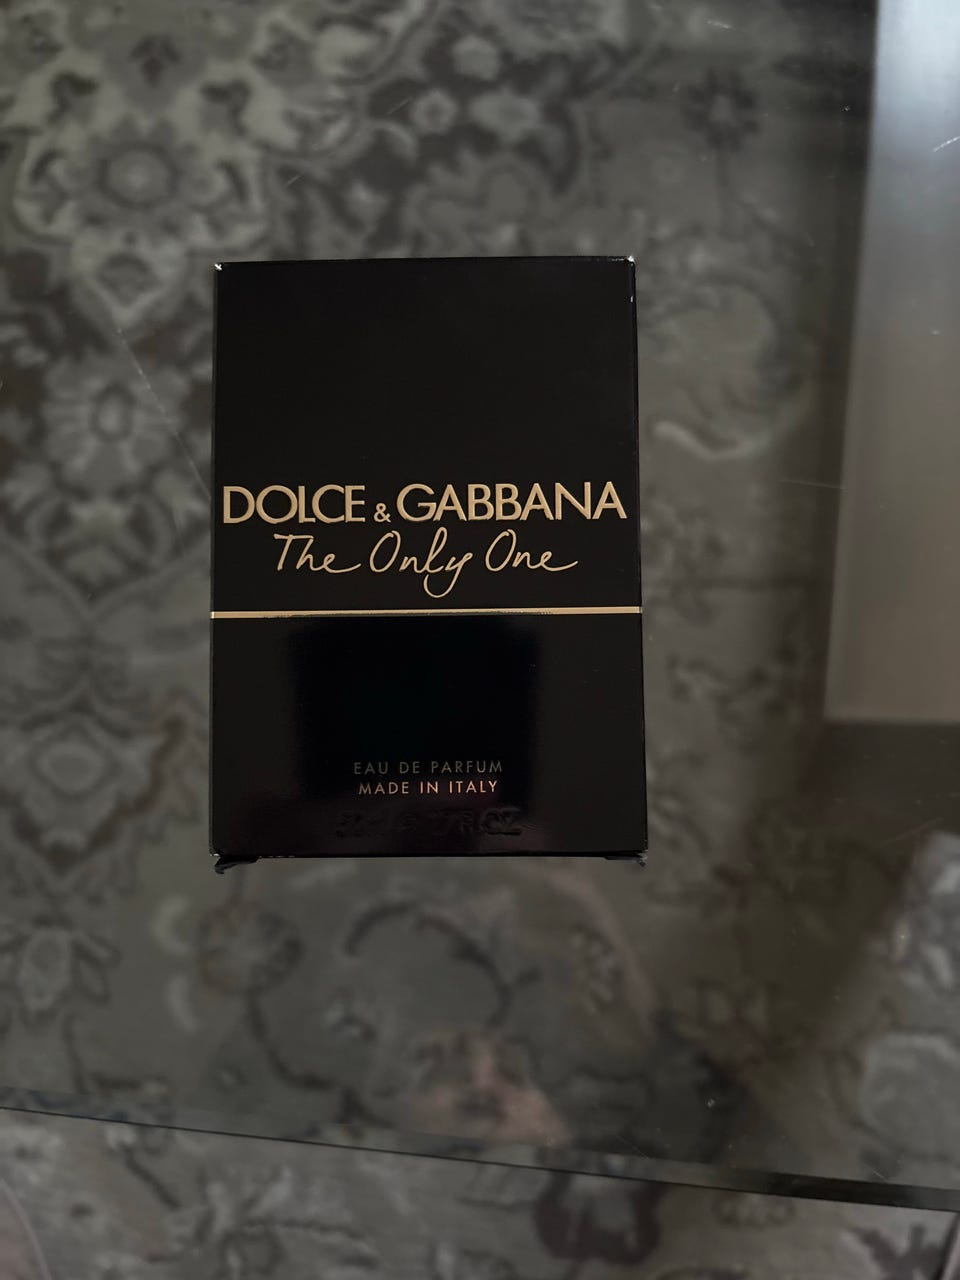 DOLCE & GABBANA
The Only One
EAU DE PARFUM
MADE IN ITALY